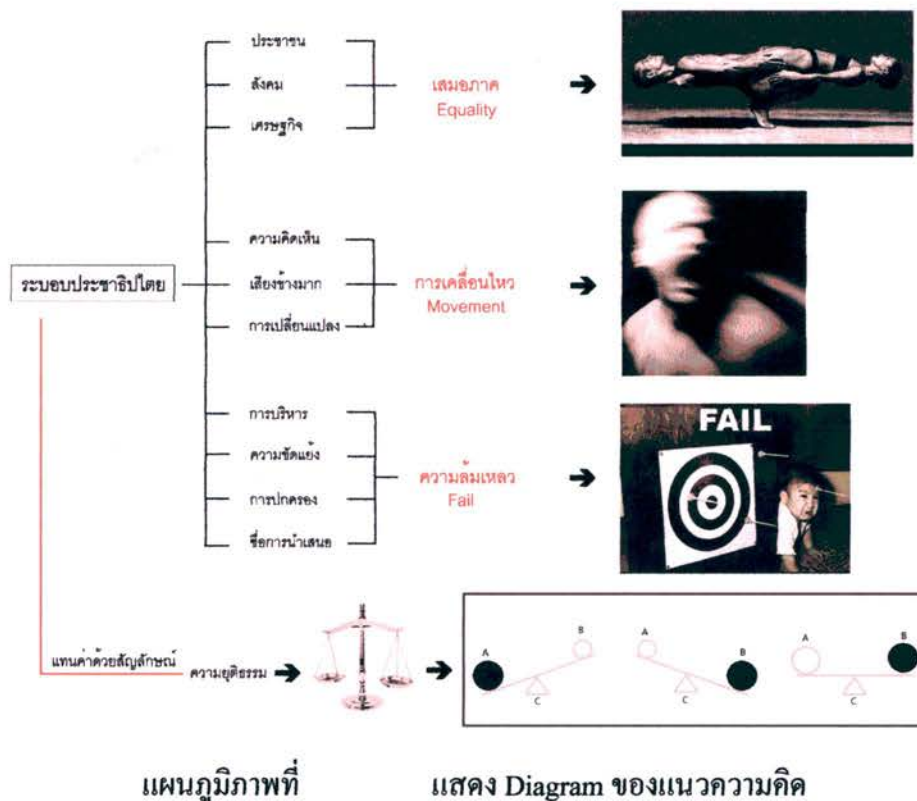 ประชาชน
สังคม
เศรษฐกิจ
เสมอภาค
Equality
ระบอบประชาธิปไตย
ความคิดเห็น
เสียงข้างมาก
การเปลี่ยนแปลง
การเคลื่อนไหว
Movement
การบริหาร
ความขัดแย้ง
การปกครอง
ชื่อการนำเสนอ
ความล้มเหลว
Fail
FAIL
แทนค่าด้วยสัญลักษณ์
ความยุติธรรม
A B C
A B C
A B C
แผนภูมิภาพที่ แสดง Diagram ของแนวความคิด